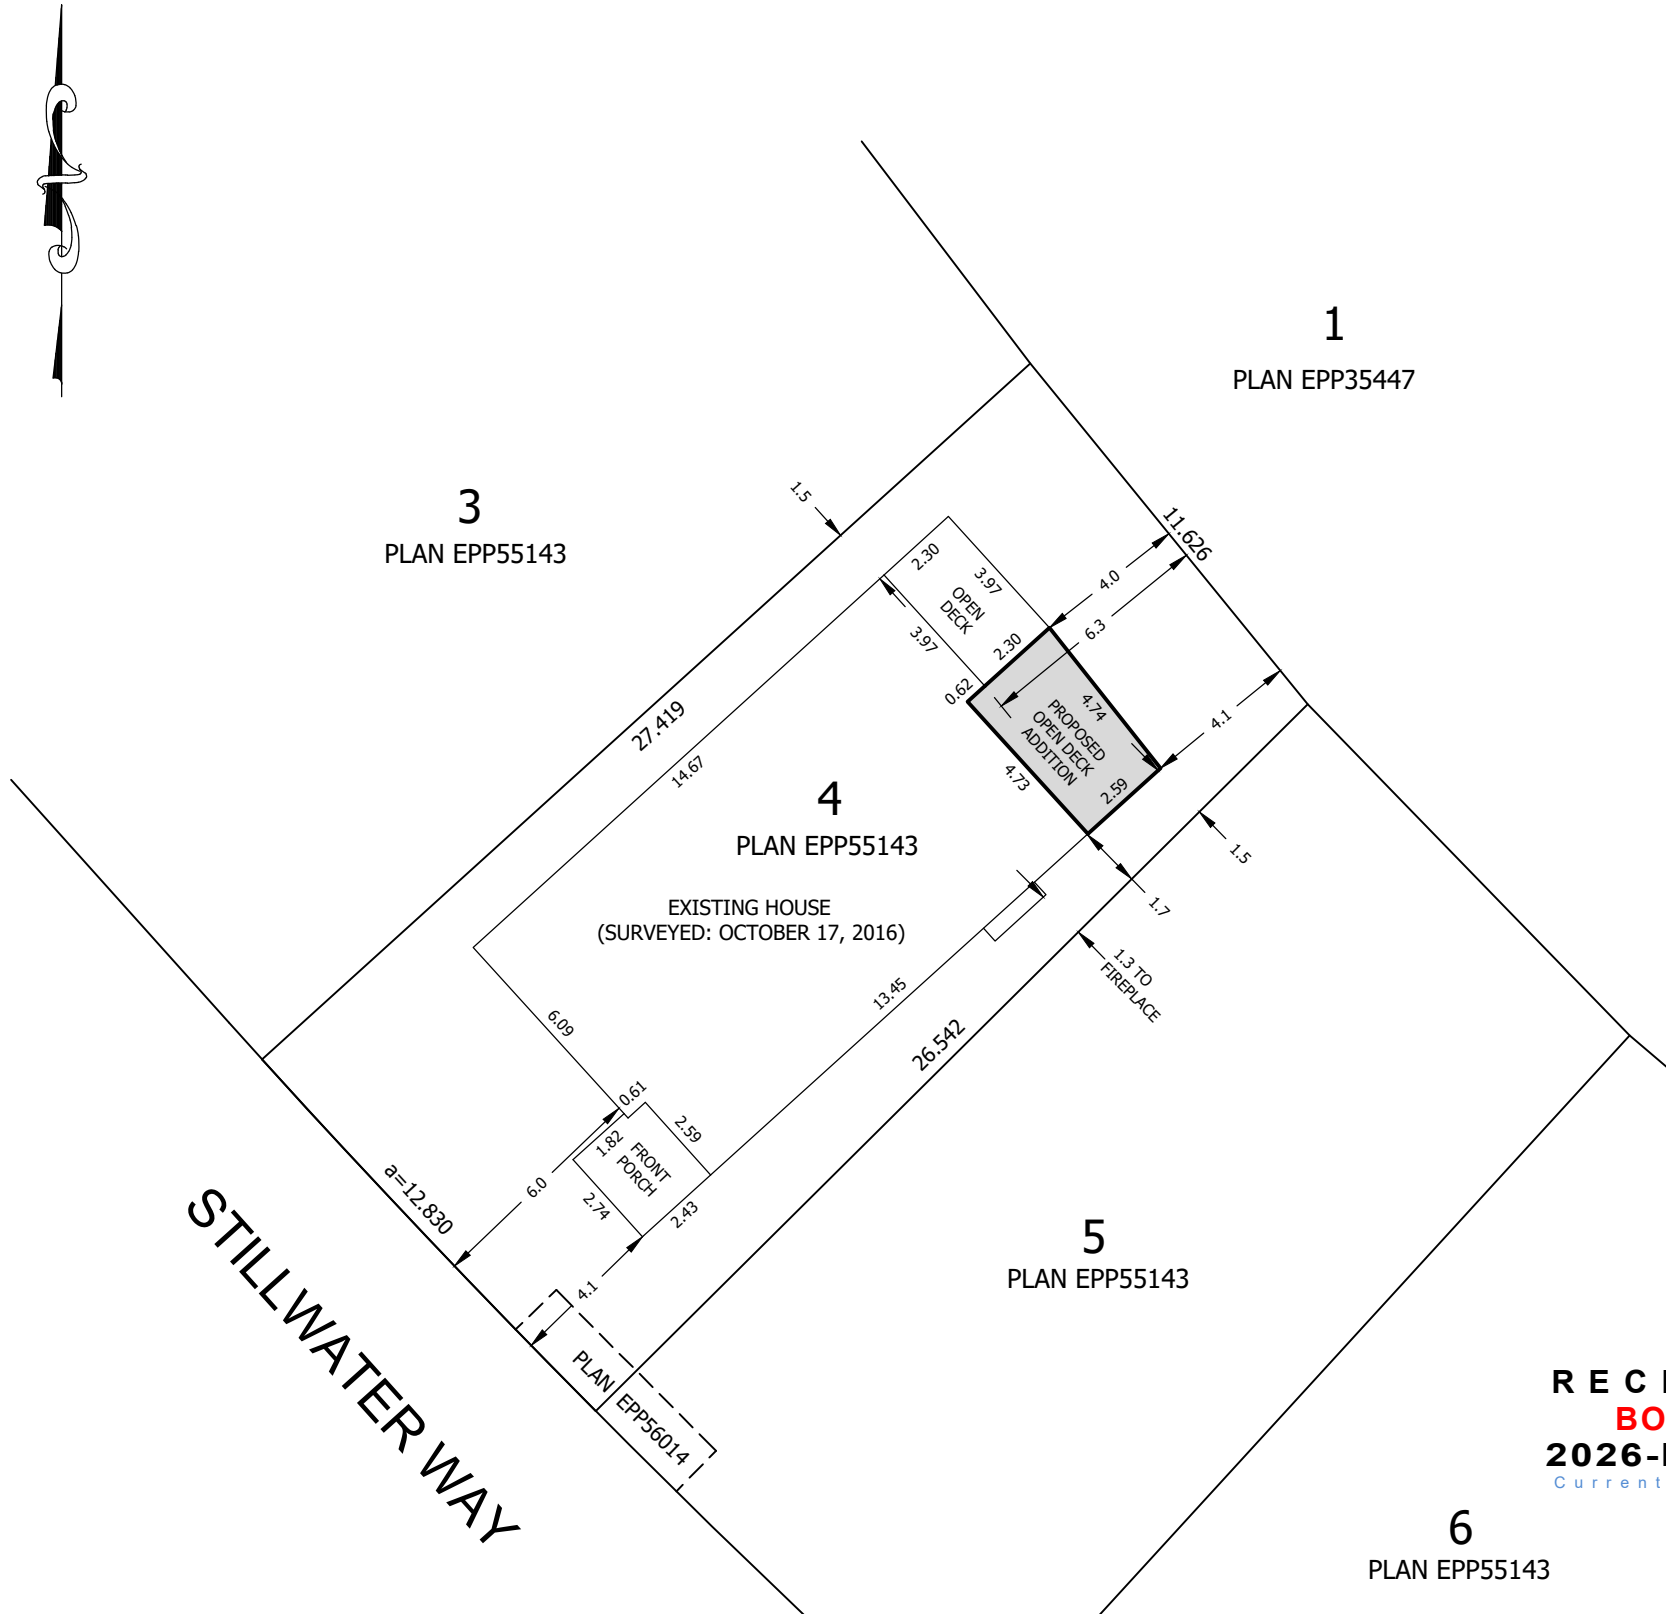 1
PLAN EPP35447
3
PLAN EPP55143
1.5
11.626
2.30
3.97
OPEN
DECK
4.0
6.3
3.97
2.30
0.62
4.74
PROPOSED
OPEN DECK
ADDITION
4.73
2.59
4.1
27.419
14.67
4
PLAN EPP55143
EXISTING HOUSE
(SURVEYED: OCTOBER 17, 2016)
1.5
1.7
1.3 TO
FIREPLACE
13.45
26.542
6.09
0.61
2.59
1.82
FRONT
PORCH
6.0
2.74
2.43
a=12.830
4.1
STILLWATER WAY
PLAN EPP56014
5
PLAN EPP55143
REC
BO
2026-
Current
6
PLAN EPP55143